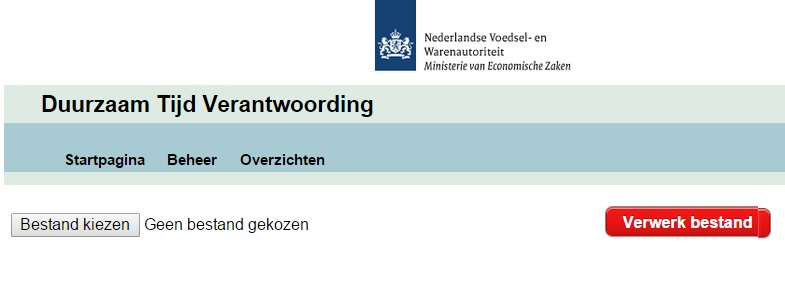 Nederlandse Voedsel- en
Warenautoriteit
Ministerie van Economische Zaken
Duurzaam Tijd Verantwoording
Startpagina Beheer Overzichten
Bestand kiezen Geen bestand gekozen Verwerk bestand